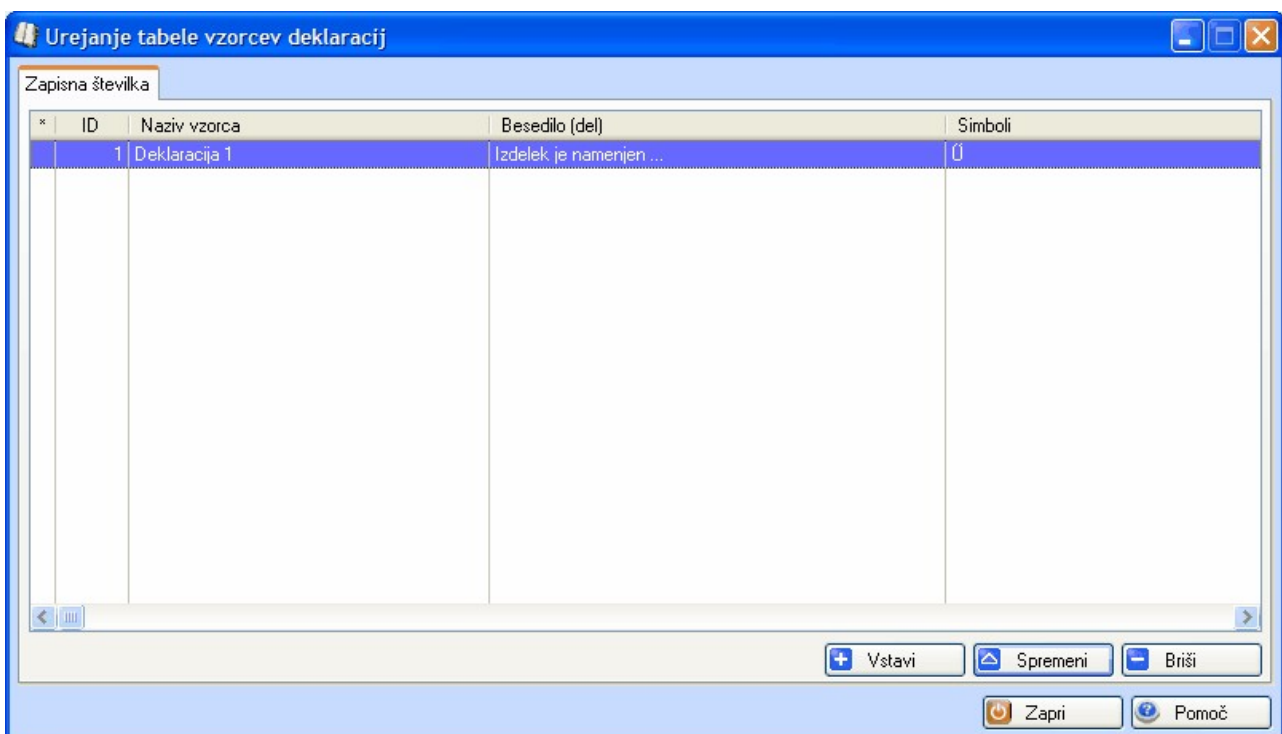 Urejanje tabele vzorcev deklaracij
Zapisna številka
* ID Naziv vzorca Besedilo (del) Simboli
1 Deklaracija 1 Izdelek je namenjen ... Ű
Vstavi Spremeni Briši
Zapri Pomoč